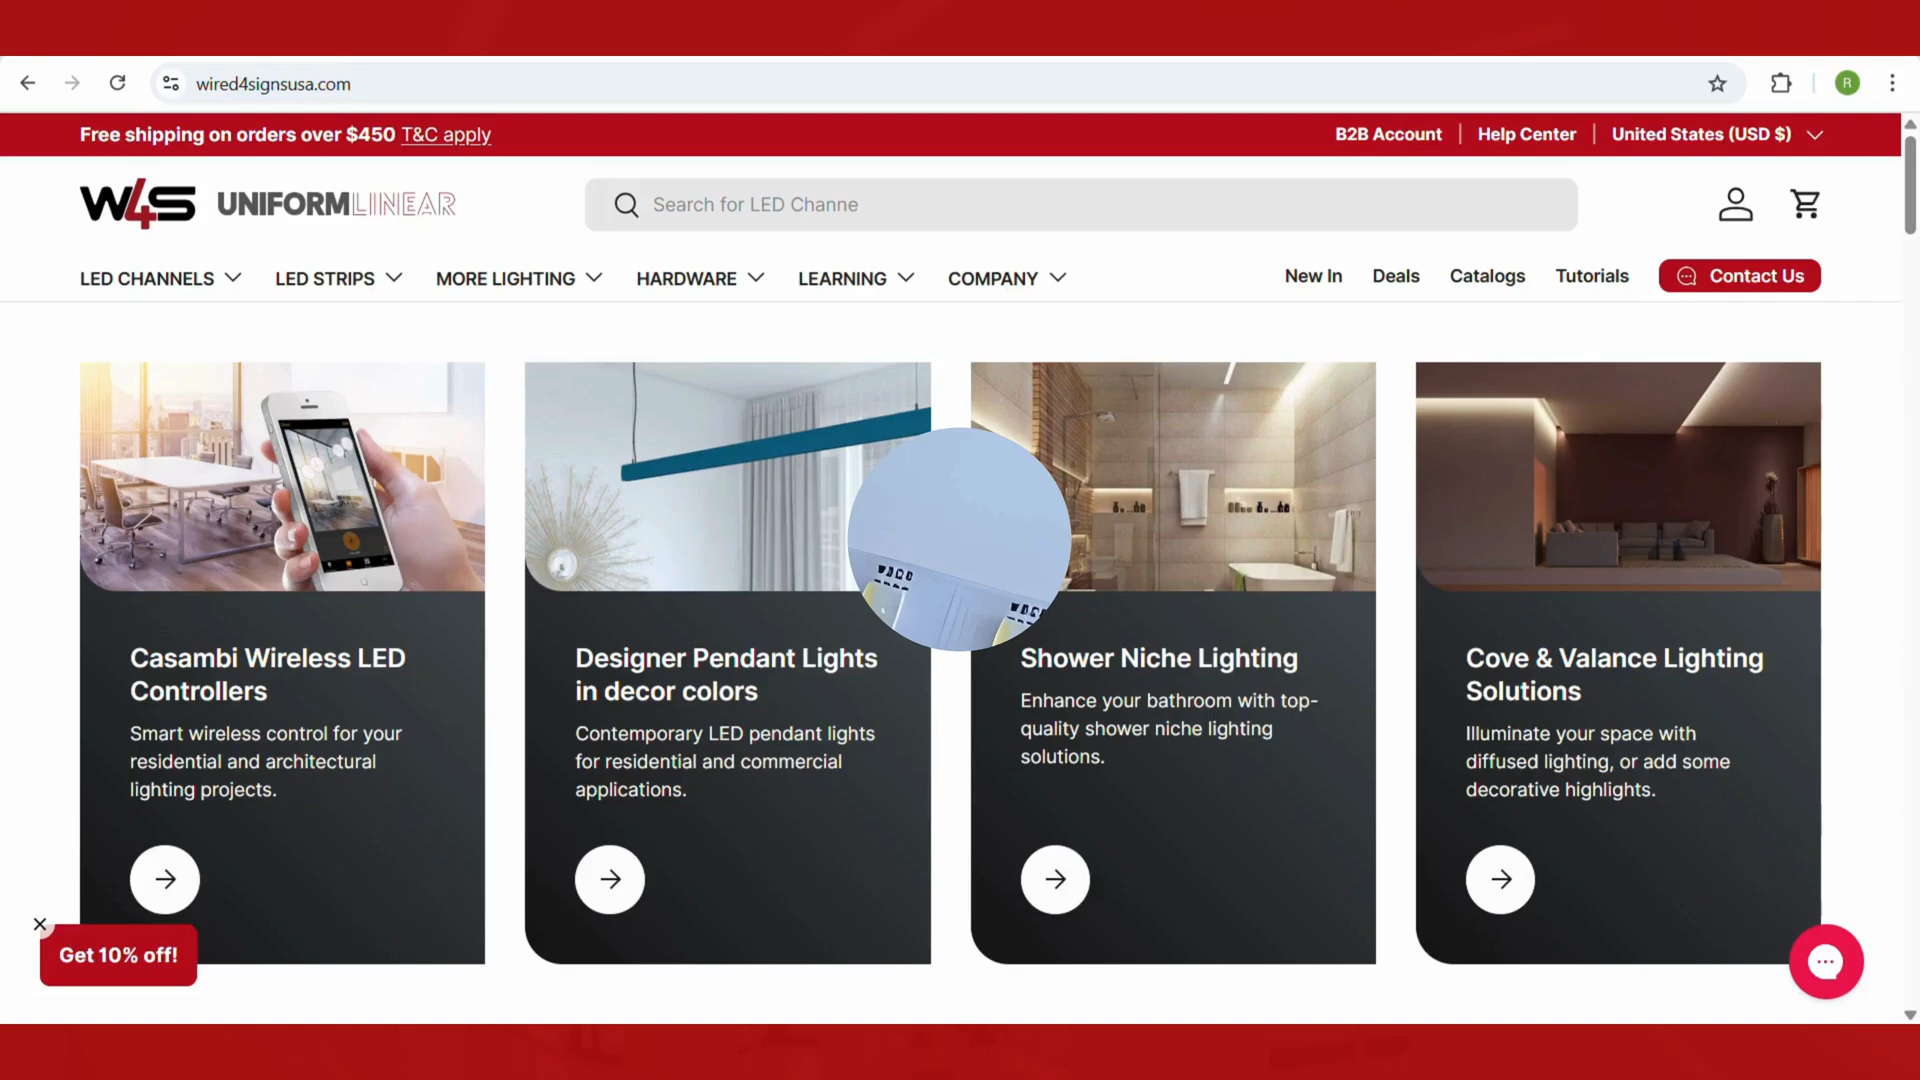 wired4signsusa.com
R
Free shipping on orders over $450 T&C apply
B2B Account
Help Center
United States (USD $)
W4S UNIFORMLINEAR
Search for LED Channe
LED CHANNELS
LED STRIPS
MORE LIGHTING
HARDWARE
LEARNING
COMPANY
New In
Deals
Catalogs
Tutorials
Contact Us
Casambi Wireless LED
Controllers
Smart wireless control for your
residential and architectural
lighting projects.
Designer Pendant Lights
in decor colors
Contemporary LED pendant lights
for residential and commercial
applications.
Shower Niche Lighting
Enhance your bathroom with top-
quality shower niche lighting
solutions.
Cove & Valance Lighting
Solutions
Illuminate your space with
diffused lighting, or add some
decorative highlights.
Get 10% off!